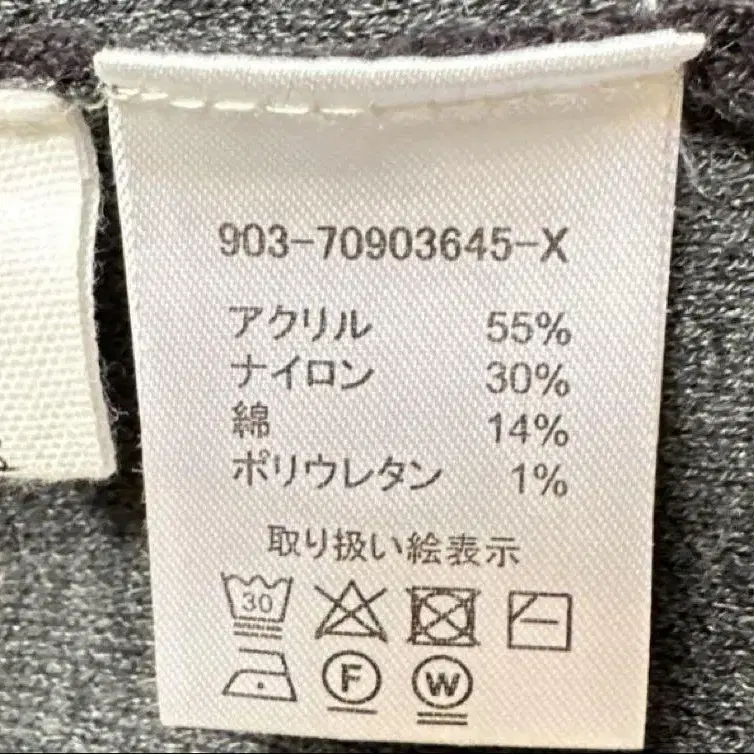 903-70903645-X
アクリル 55%
ナイロン 30%
綿 14%
ポリウレタン 1%
取り扱い絵表示
30
F W